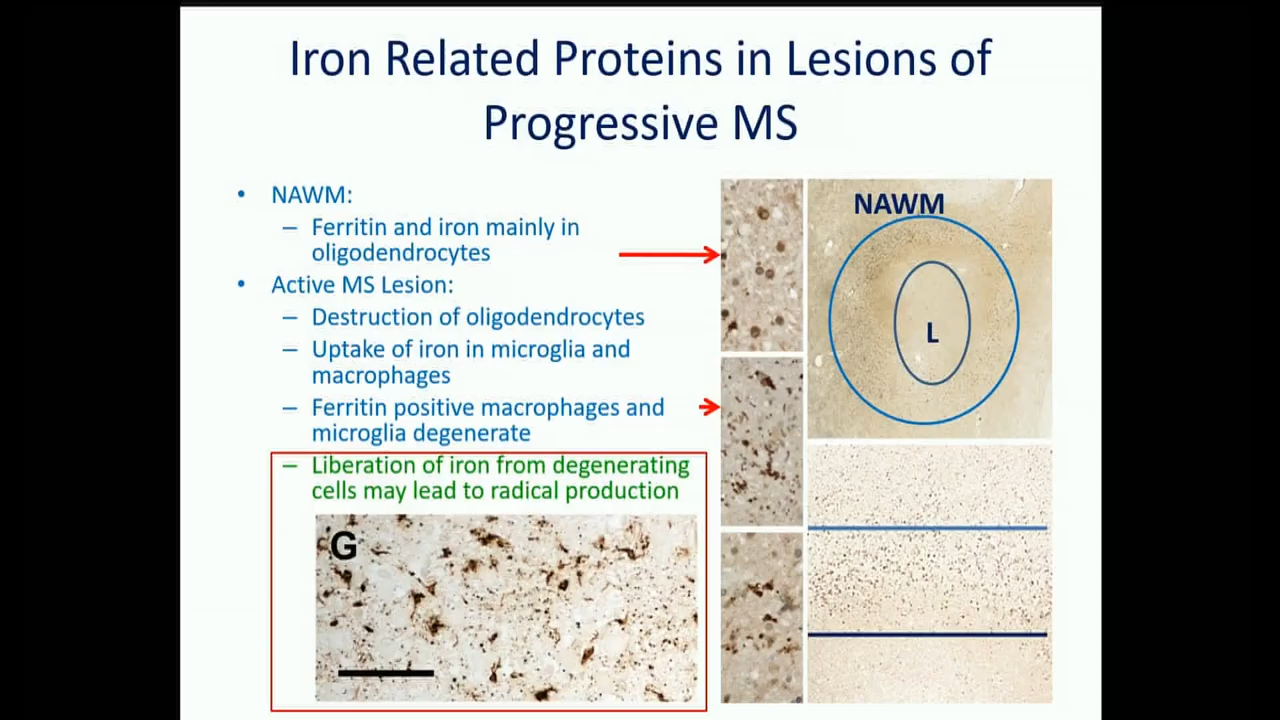 Iron Related Proteins in Lesions of
Progressive MS
• NAWM:
– Ferritin and iron mainly in
oligodendrocytes
• Active MS Lesion:
– Destruction of oligodendrocytes
– Uptake of iron in microglia and
macrophages
– Ferritin positive macrophages and
microglia degenerate
– Liberation of iron from degenerating
cells may lead to radical production
G
NAWM
L